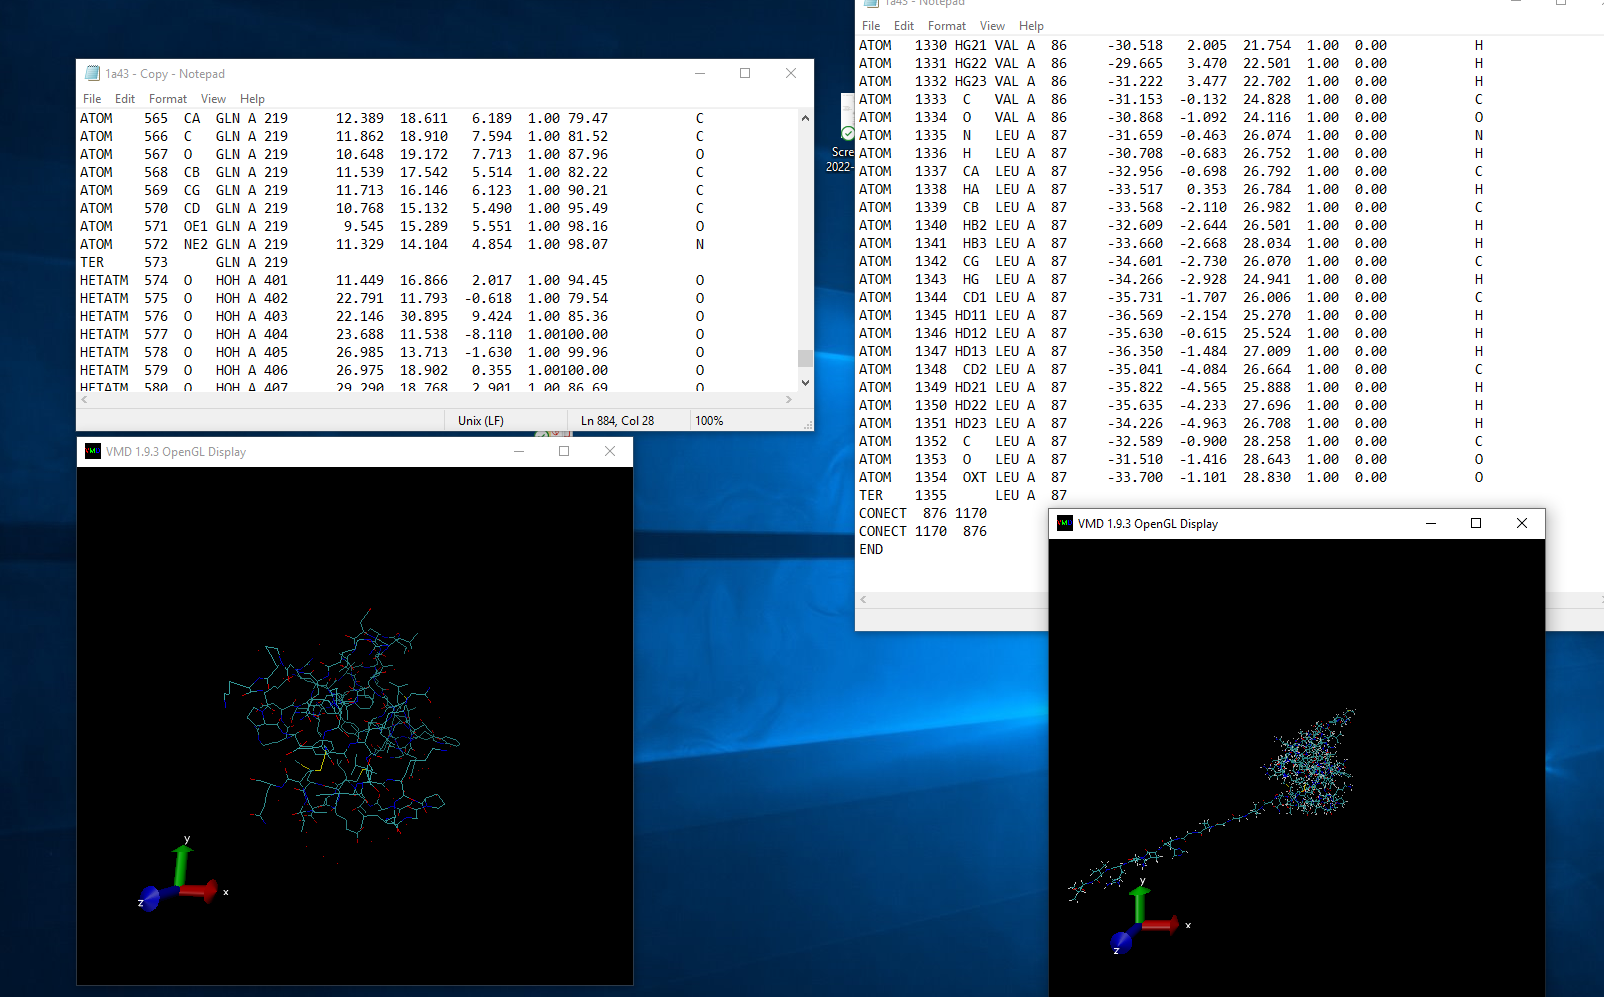 1a43 - Notepad
File Edit Format View Help
ATOM 1330 HG21 VAL A 86 -30.518 2.005 21.754 1.00 0.00 H
ATOM 1331 HG22 VAL A 86 -29.665 3.470 22.501 1.00 0.00 H
ATOM 1332 HG23 VAL A 86 -31.222 3.477 22.702 1.00 0.00 H
ATOM 1333 C VAL A 86 -31.153 -0.132 24.828 1.00 0.00 C
ATOM 1334 O VAL A 86 -30.868 -1.092 24.116 1.00 0.00 O
ATOM 1335 N LEU A 87 -31.659 -0.463 26.074 1.00 0.00 N
ATOM 1336 H LEU A 87 -30.708 -0.683 26.752 1.00 0.00 H
ATOM 1337 CA LEU A 87 -32.956 -0.698 26.792 1.00 0.00 C
ATOM 1338 HA LEU A 87 -33.517 0.353 26.784 1.00 0.00 H
ATOM 1339 CB LEU A 87 -33.568 -2.110 26.982 1.00 0.00 C
ATOM 1340 HB2 LEU A 87 -32.609 -2.644 26.501 1.00 0.00 H
ATOM 1341 HB3 LEU A 87 -33.660 -2.668 28.034 1.00 0.00 H
ATOM 1342 CG LEU A 87 -34.601 -2.730 26.070 1.00 0.00 C
ATOM 1343 HG LEU A 87 -34.266 -2.928 24.941 1.00 0.00 H
ATOM 1344 CD1 LEU A 87 -35.731 -1.707 26.006 1.00 0.00 C
ATOM 1345 HD11 LEU A 87 -36.569 -2.154 25.270 1.00 0.00 H
ATOM 1346 HD12 LEU A 87 -35.630 -0.615 25.524 1.00 0.00 H
ATOM 1347 HD13 LEU A 87 -36.350 -1.484 27.009 1.00 0.00 H
ATOM 1348 CD2 LEU A 87 -35.041 -4.084 26.664 1.00 0.00 C
ATOM 1349 HD21 LEU A 87 -35.822 -4.565 25.888 1.00 0.00 H
ATOM 1350 HD22 LEU A 87 -35.635 -4.233 27.696 1.00 0.00 H
ATOM 1351 HD23 LEU A 87 -34.226 -4.963 26.708 1.00 0.00 H
ATOM 1352 C LEU A 87 -32.589 -0.900 28.258 1.00 0.00 C
ATOM 1353 O LEU A 87 -31.510 -1.416 28.643 1.00 0.00 O
ATOM 1354 OXT LEU A 87 -33.700 -1.101 28.830 1.00 0.00 O
TER 1355 LEU A 87
CONECT 876 1170
CONECT 1170 876
END
1a43 - Copy - Notepad
File Edit Format View Help
ATOM 565 CA GLN A 219 12.389 18.611 6.189 1.00 79.47 C
ATOM 566 C GLN A 219 11.862 18.910 7.594 1.00 81.52 C
ATOM 567 O GLN A 219 10.648 19.172 7.713 1.00 87.96 O
ATOM 568 CB GLN A 219 11.539 17.542 5.514 1.00 82.22 C
ATOM 569 CG GLN A 219 11.713 16.146 6.123 1.00 90.21 C
ATOM 570 CD GLN A 219 10.768 15.132 5.490 1.00 95.49 C
ATOM 571 OE1 GLN A 219 9.545 15.289 5.551 1.00 98.16 O
ATOM 572 NE2 GLN A 219 11.329 14.104 4.854 1.00 98.07 N
TER 573 GLN A 219
HETATM 574 O HOH A 401 11.449 16.866 2.017 1.00 94.45 O
HETATM 575 O HOH A 402 22.791 11.793 -0.618 1.00 79.54 O
HETATM 576 O HOH A 403 22.146 30.895 9.424 1.00 85.36 O
HETATM 577 O HOH A 404 23.688 11.538 -8.110 1.00100.00 O
HETATM 578 O HOH A 405 26.985 13.713 -1.630 1.00 99.96 O
HETATM 579 O HOH A 406 26.975 18.902 0.355 1.00100.00 O
HETATM 580 O HOH A 407 29.290 18.768 2.901 1.00 86.69 O
Unix (LF) Ln 884, Col 28 100%
Scre
2022-
VMD 1.9.3 OpenGL Display
y
x
z
VMD 1.9.3 OpenGL Display
y
x
z